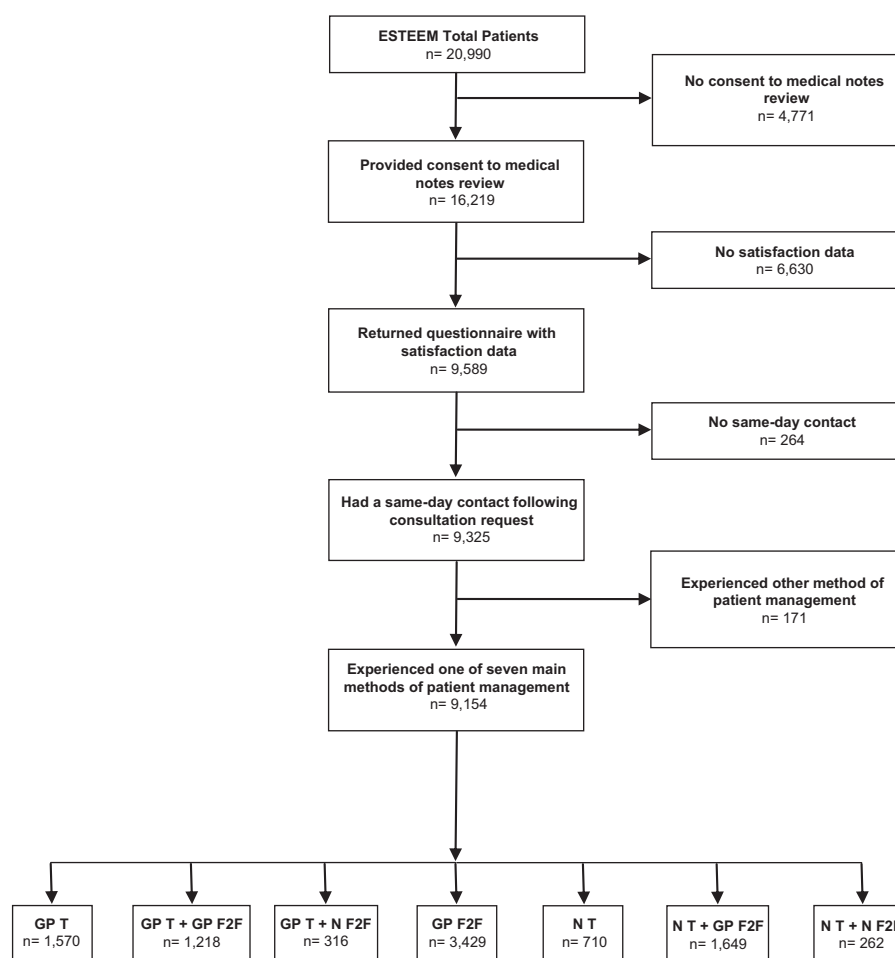 ESTEEM Total Patients
n= 20,990
No consent to medical notes
review
n= 4,771
Provided consent to medical
notes review
n= 16,219
No satisfaction data
n= 6,630
Returned questionnaire with
satisfaction data
n= 9,589
No same-day contact
n= 264
Had a same-day contact following
consultation request
n= 9,325
Experienced other method of
patient management
n= 171
Experienced one of seven main
methods of patient management
n= 9,154
GP T
n= 1,570
GP T + GP F2F
n= 1,218
GP T + N F2F
n= 316
GP F2F
n= 3,429
N T
n= 710
N T + GP F2F
n= 1,649
N T + N F2F
n= 262